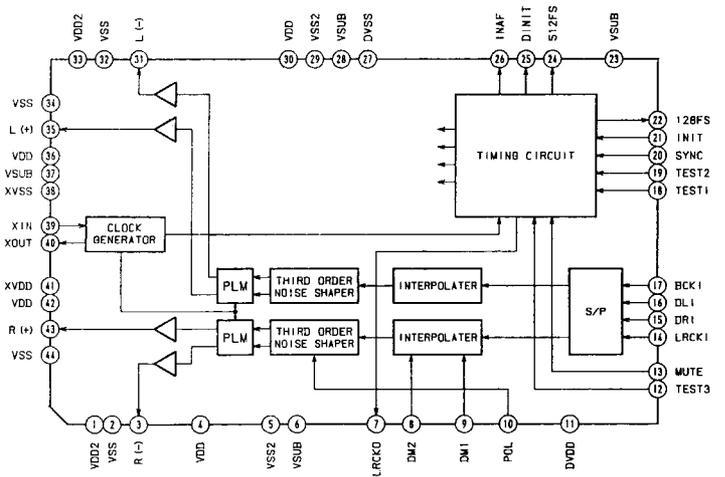 VDD2
VSS
L (-)
VDD
VSS2
VSUB
DVSS
INAF
DINIT
512FS
VSUB
33
32
31
30
29
28
27
26
25
24
23
VSS 34
L (+) 35
VDD 36
VSUB 37
XVSS 38
XIN 39
XOUT 40
XVDD 41
VDD 42
R (+) 43
VSS 44
CLOCK
GENERATOR
PLM
THIRD ORDER
NOISE SHAPER
INTERPOLATER
PLM
THIRD ORDER
NOISE SHAPER
INTERPOLATER
S/P
TIMING CIRCUIT
22 128FS
21 INIT
20 SYNC
19 TEST2
18 TEST1
17 BCKI
16 DLI
15 DRI
14 LRCKI
13 MUTE
12 TEST3
1
2
3
4
5
6
7
8
9
10
11
VDD2
VSS
R (-)
VDD
VSS2
VSUB
LRCKO
DM2
DM1
POL
DVDD